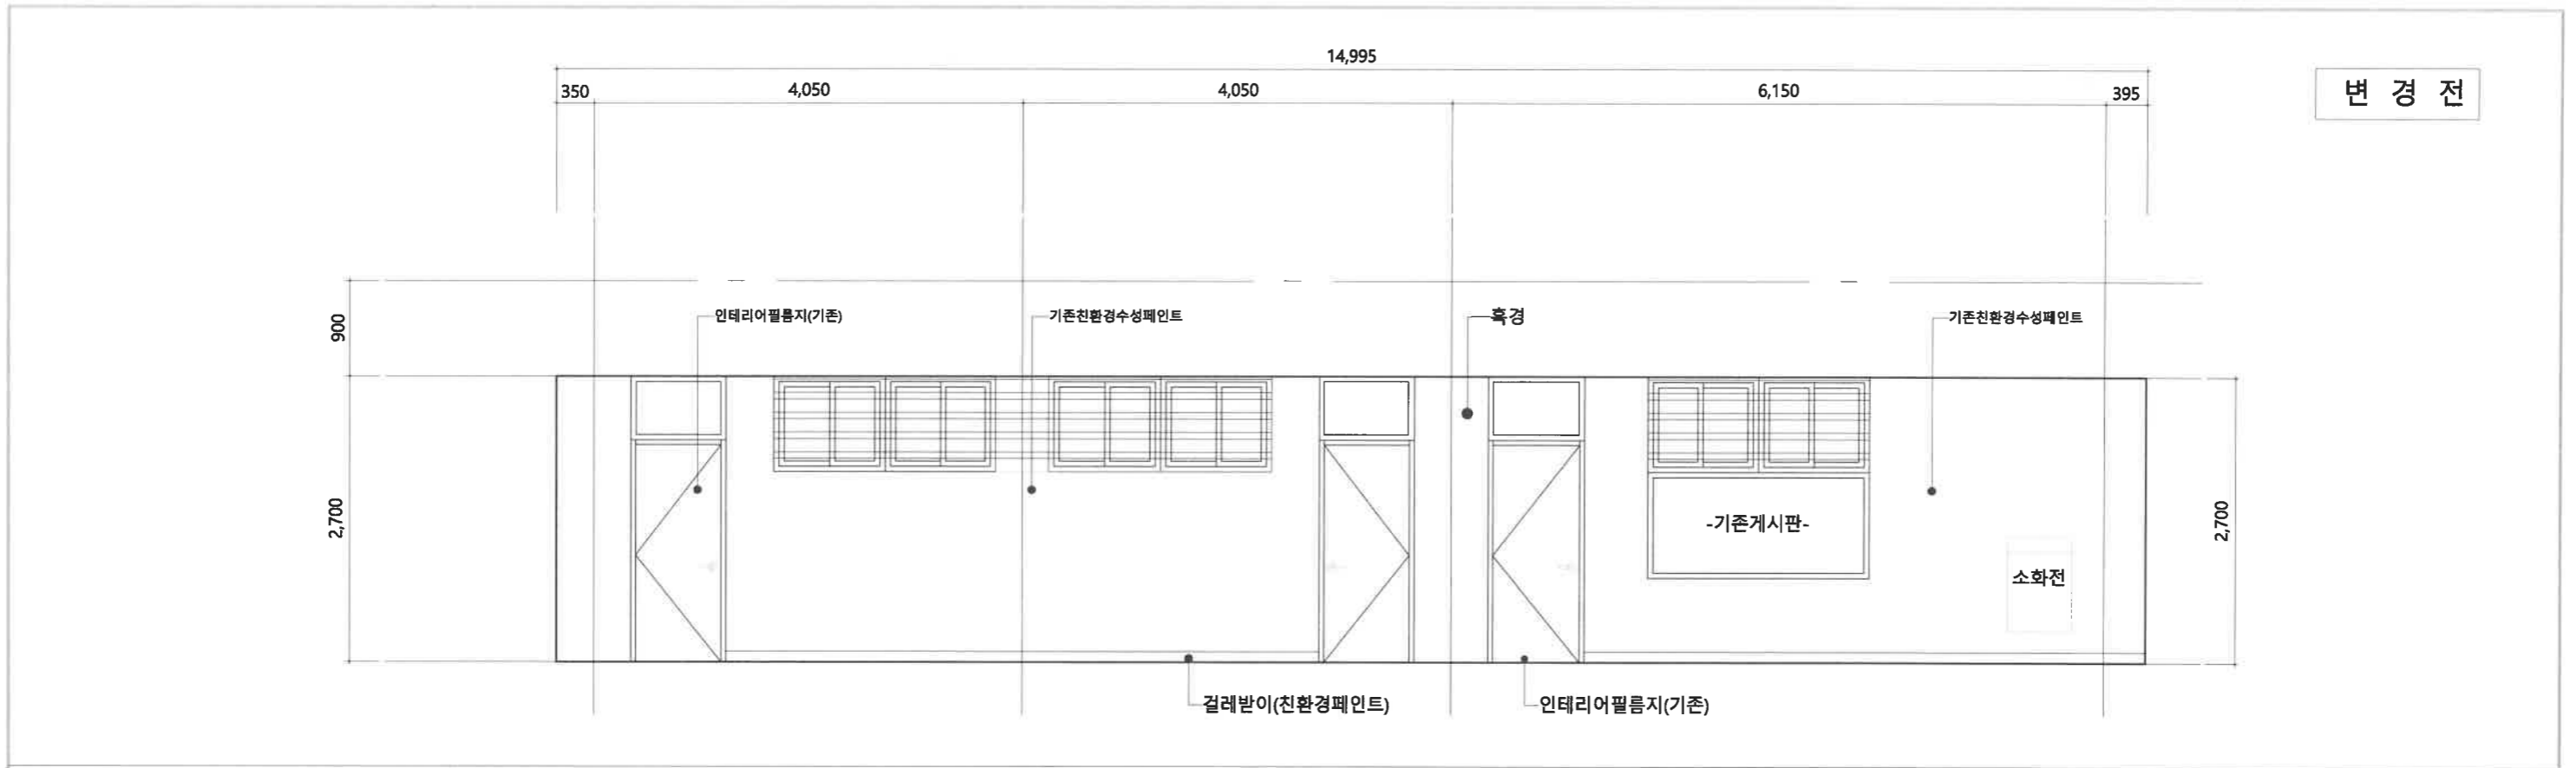 14,995
350
4,050
4,050
6,150
395
변 경 전
900
인테리어필름지(기존)
기존친환경수성페인트
흑경
기존친환경수성페인트
2,700
-기존게시판-
2,700
소화전
걸레받이(친환경페인트)
인테리어필름지(기존)